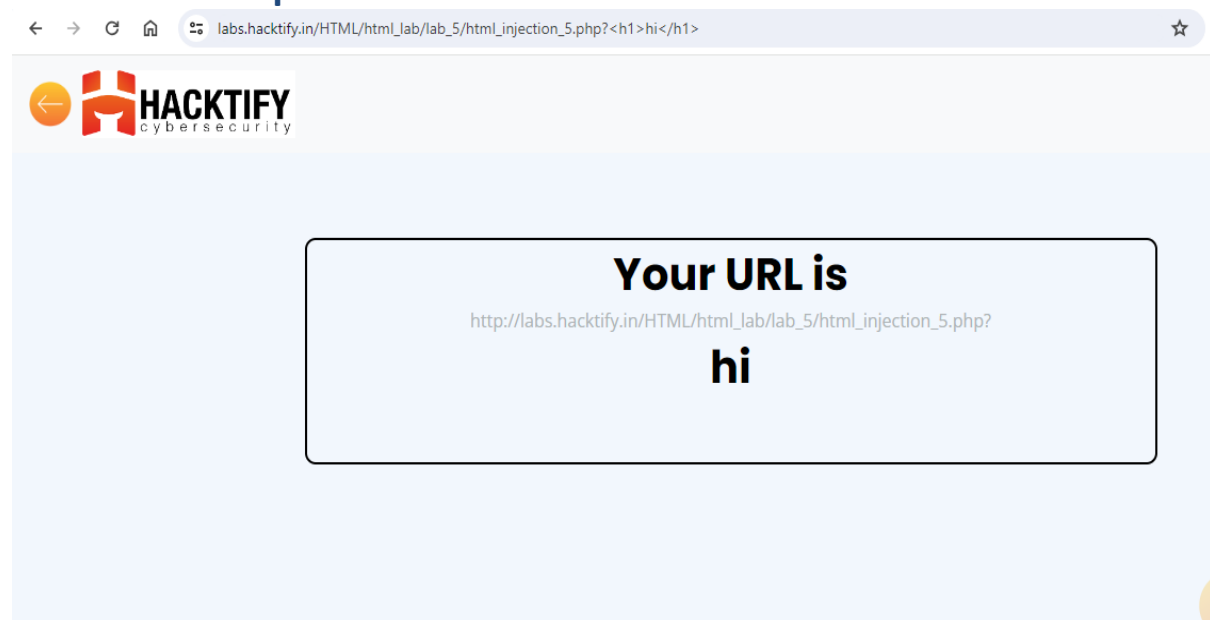 labs.hacktify.in/HTML/html_lab/lab_5/html_injection_5.php?<h1>hi</h1>
HACKTIFY
cybersecurity
Your URL is
http://labs.hacktify.in/HTML/html_lab/lab_5/html_injection_5.php?
hi